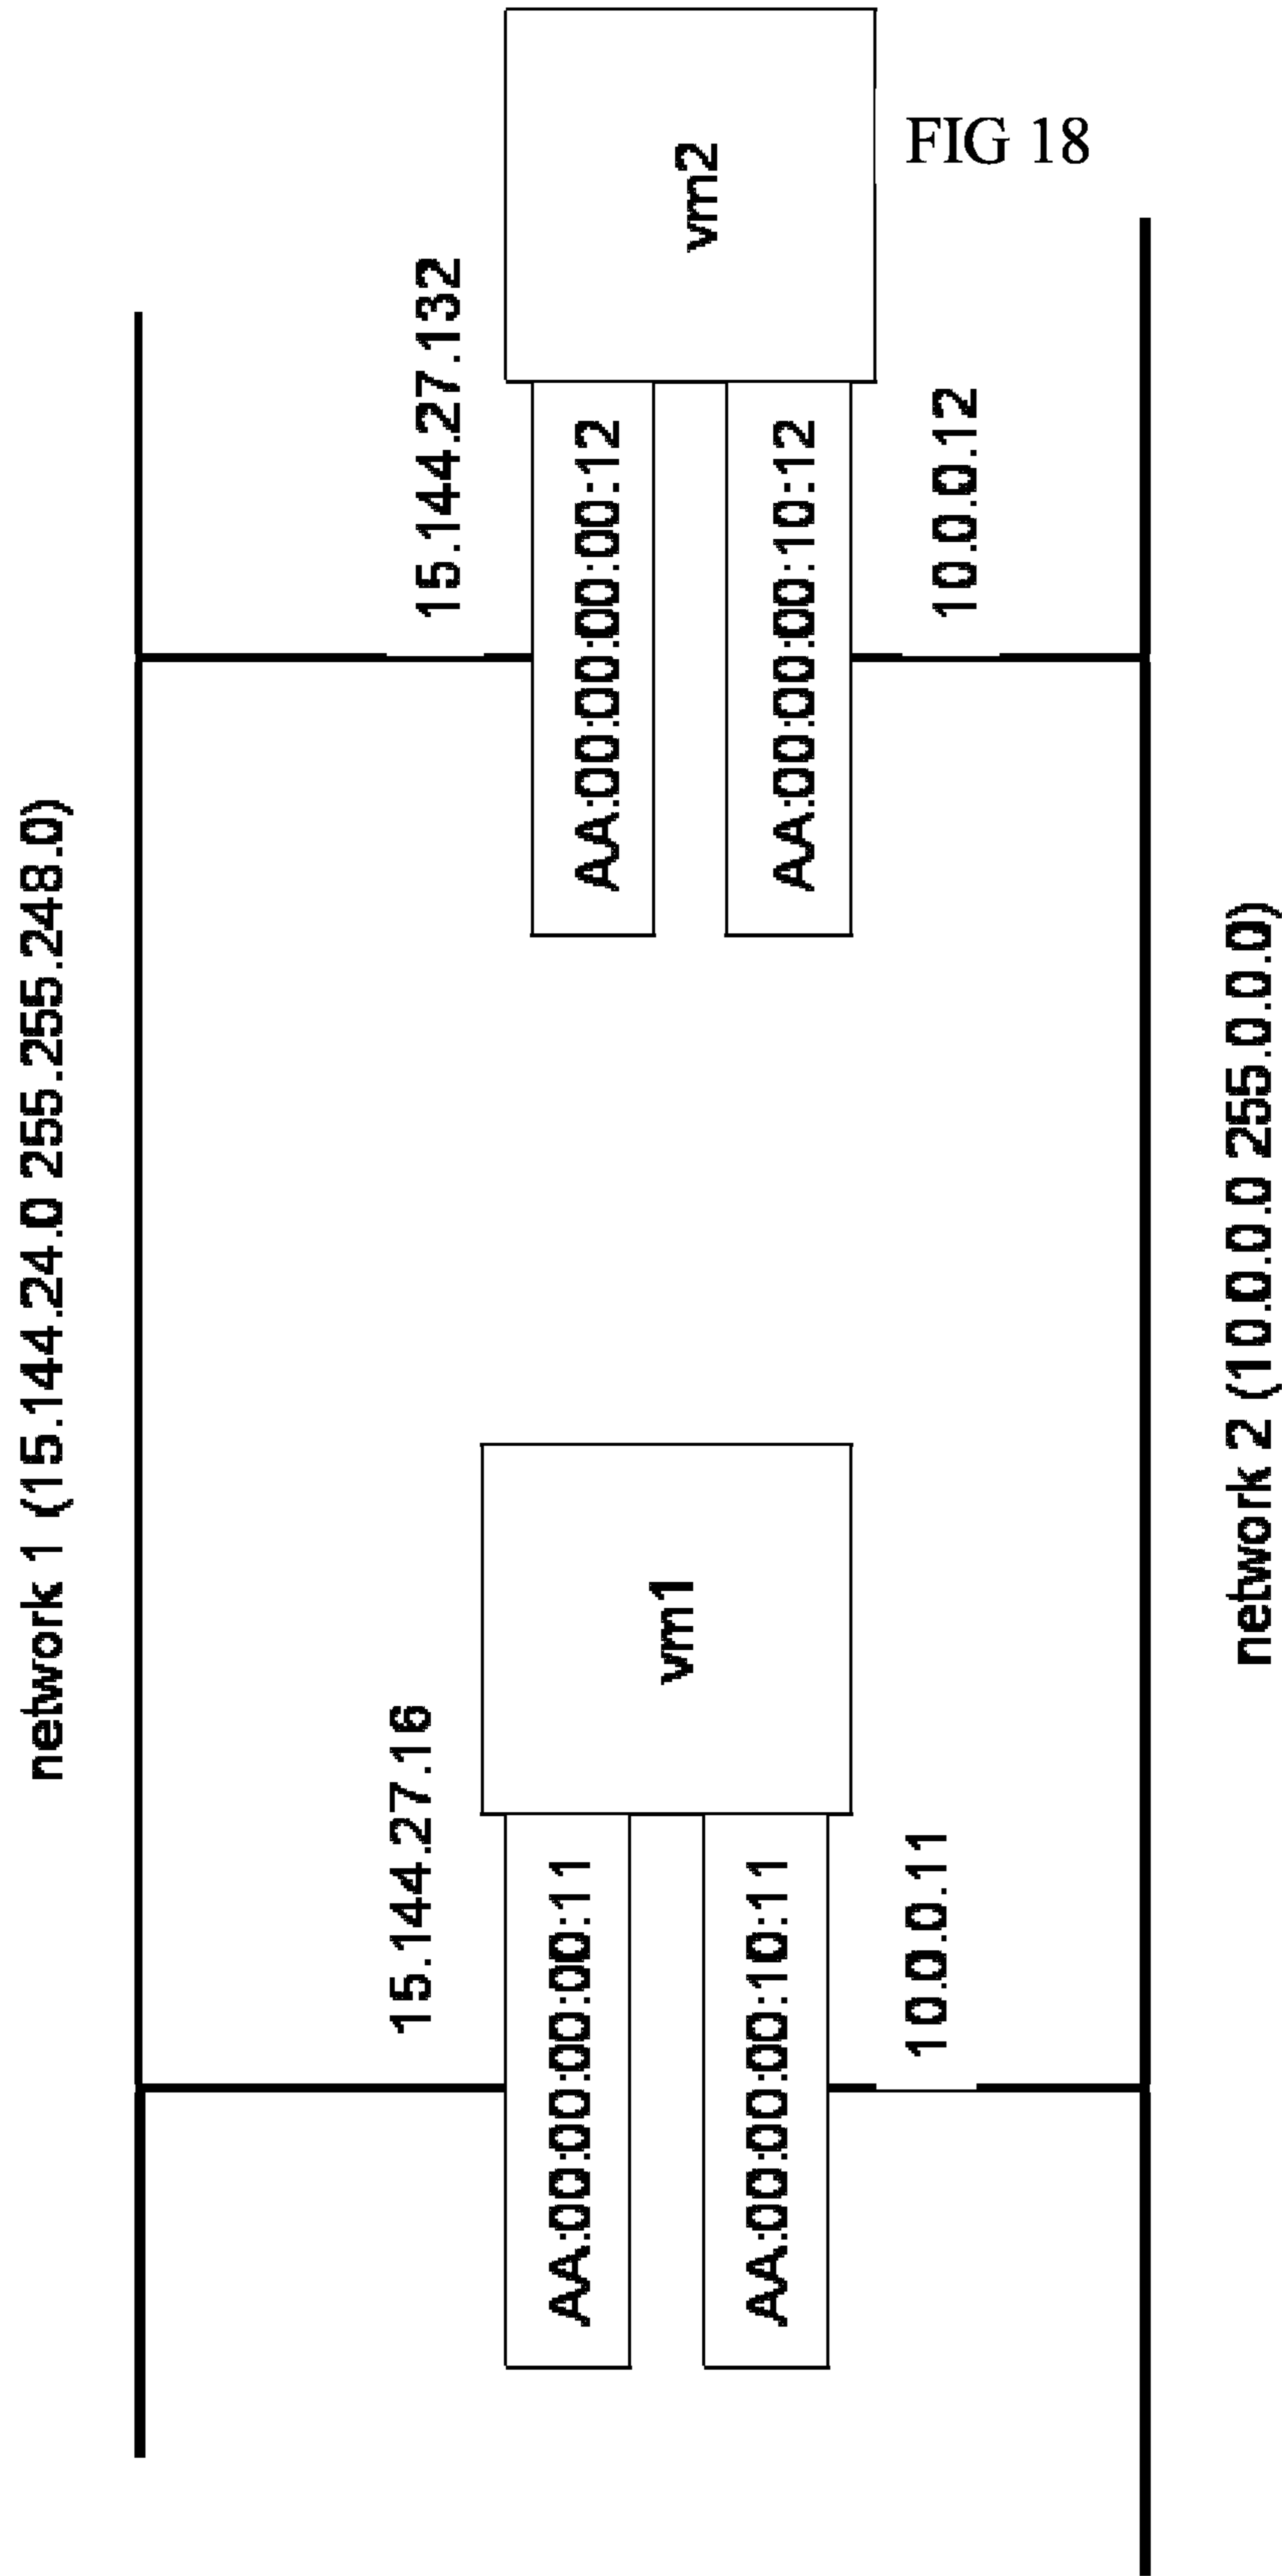 network 1 (15.144.24.0 255.255.248.0)
15.144.27.16
15.144.27.132
AA:00:00:00:00:11
vm1
AA:00:00:00:10:11
10.0.0.11
AA:00:00:00:00:12
vm2
AA:00:00:00:10:12
10.0.0.12
network 2 (10.0.0.0 255.0.0.0)
FIG 18